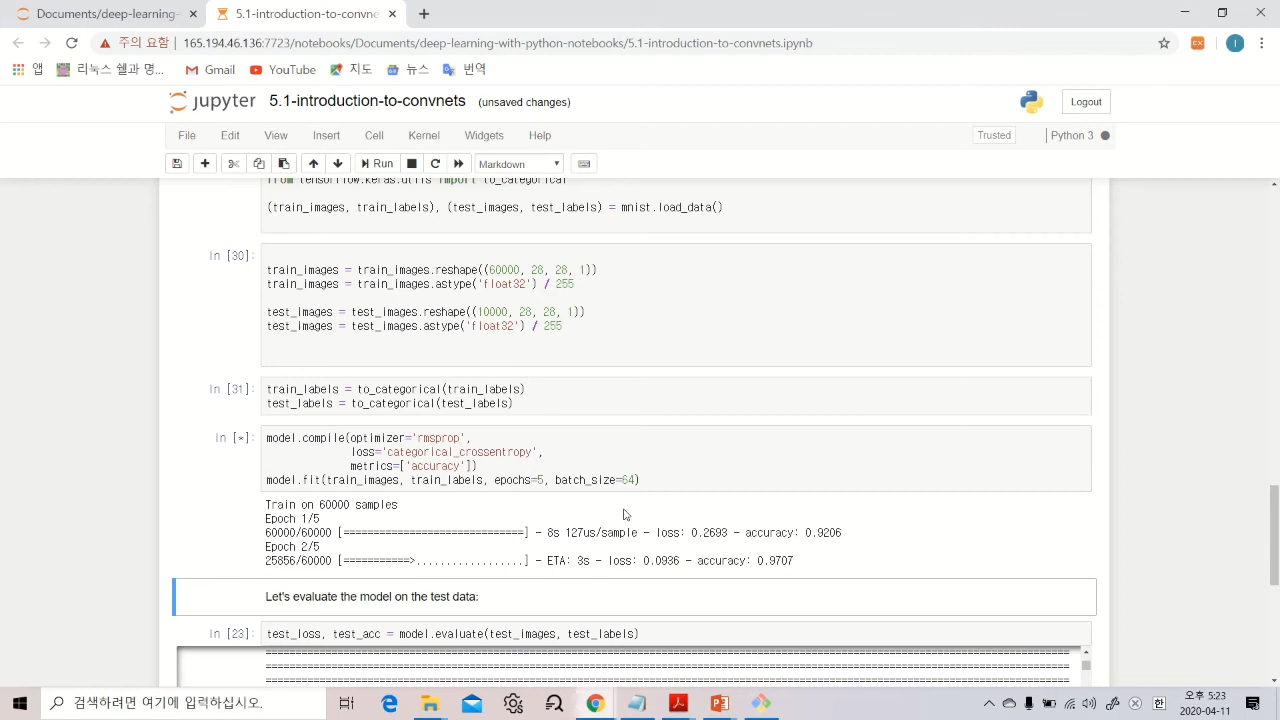 Documents/deep-learning-
5.1-introduction-to-convne
주의 요함
165.194.46.136:7723/notebooks/Documents/deep-learning-with-python-notebooks/5.1-introduction-to-convnets.ipynb
앱
리눅스 쉘과 명...
Gmail
YouTube
지도
뉴스
번역
jupyter 5.1-introduction-to-convnets (unsaved changes)
Logout
File Edit View Insert Cell Kernel Widgets Help
Trusted
Python 3
Run
Markdown
from tensorflow.keras.utils import to_categorical
(train_images, train_labels), (test_images, test_labels) = mnist.load_data()
In [30]:
train_images = train_images.reshape((60000, 28, 28, 1))
train_images = train_images.astype('float32') / 255
test_images = test_images.reshape((10000, 28, 28, 1))
test_images = test_images.astype('float32') / 255
In [31]:
train_labels = to_categorical(train_labels)
test_labels = to_categorical(test_labels)
In [*]:
model.compile(optimizer='rmsprop',
loss='categorical_crossentropy',
metrics=['accuracy'])
model.fit(train_images, train_labels, epochs=5, batch_size=64)
Train on 60000 samples
Epoch 1/5
60000/60000 [==============================] - 8s 127us/sample - loss: 0.2693 - accuracy: 0.9206
Epoch 2/5
25856/60000 [===========>..................] - ETA: 3s - loss: 0.0936 - accuracy: 0.9707
Let's evaluate the model on the test data:
In [23]:
test_loss, test_acc = model.evaluate(test_images, test_labels)
검색하려면 여기에 입력하십시오.
한
오후 5:23
2020-04-11